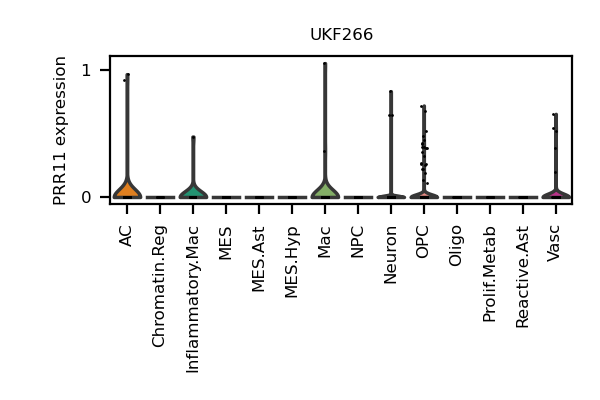 UKF266
PRR11 expression
1
0
AC
Chromatin.Reg
Inflammatory.Mac
MES
MES.Ast
MES.Hyp
Mac
NPC
Neuron
OPC
Oligo
Prolif.Metab
Reactive.Ast
Vasc